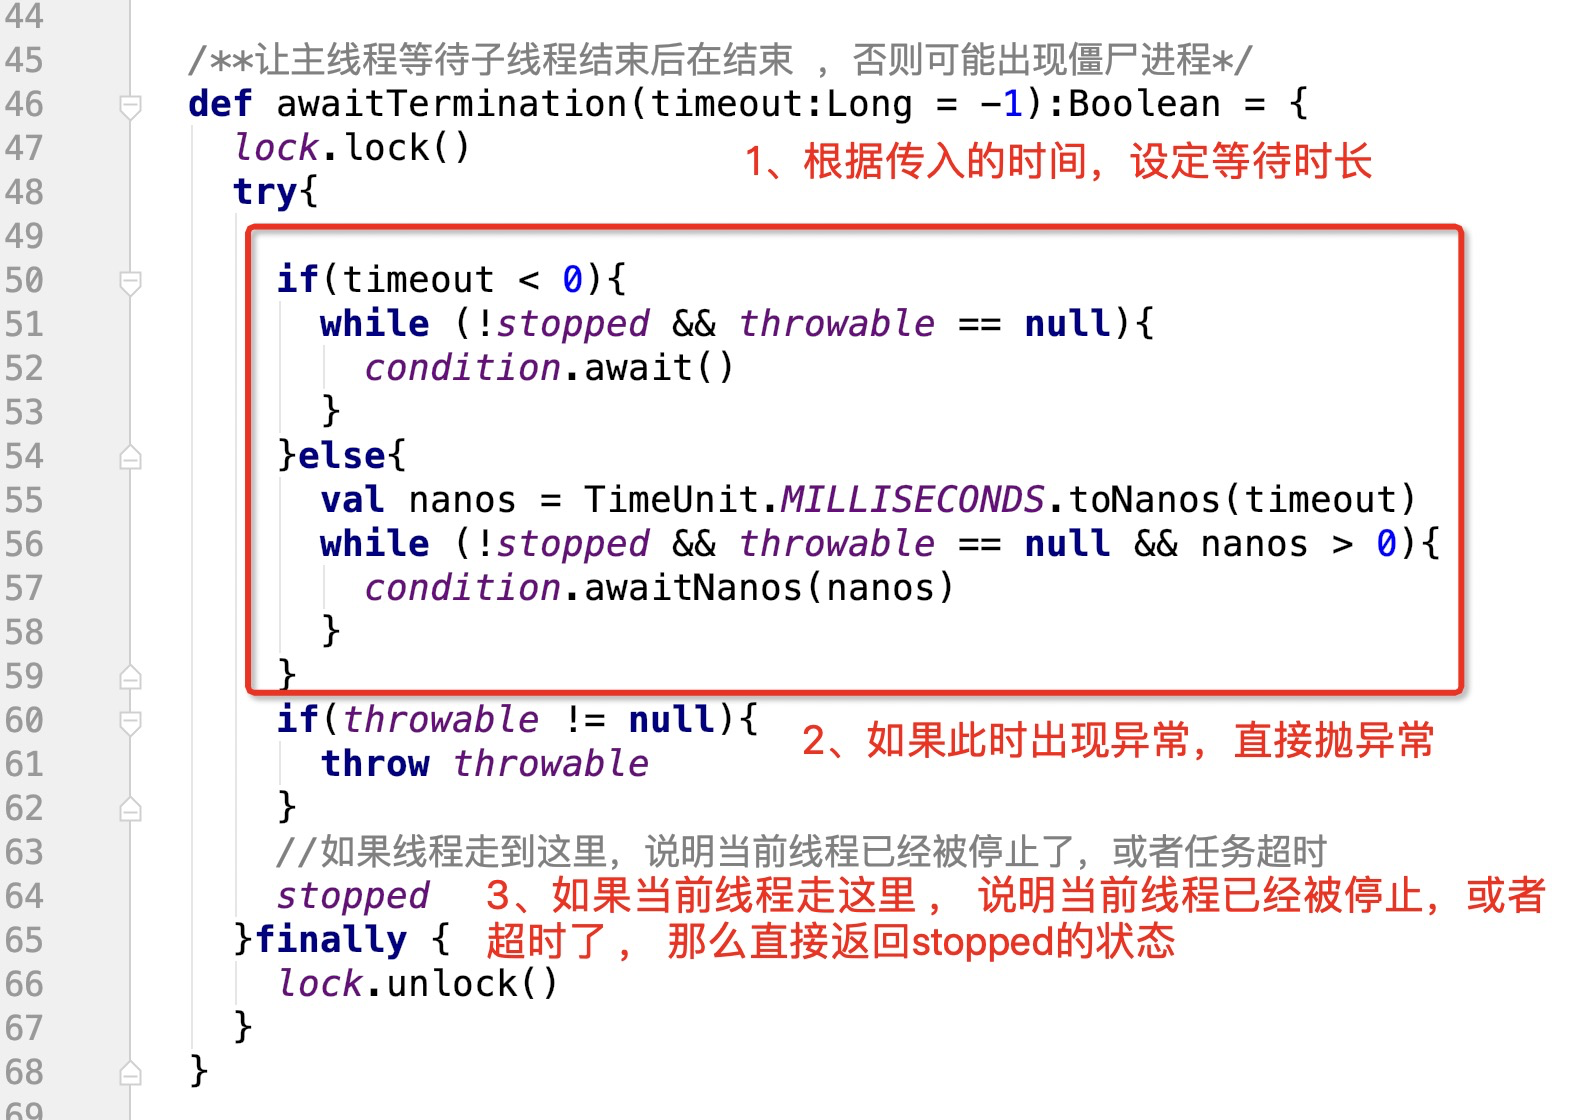 44
45 /**让主线程等待子线程结束后在结束 ，否则可能出现僵尸进程*/
46 def awaitTermination(timeout:Long = -1):Boolean = {
47 lock.lock()
1、根据传入的时间，设定等待时长
48 try{
49
50 if(timeout < 0){
51 while (!stopped && throwable == null){
52 condition.await()
53 }
54 }else{
55 val nanos = TimeUnit.MILLISECONDS.toNanos(timeout)
56 while (!stopped && throwable == null && nanos > 0){
57 condition.awaitNanos(nanos)
58 }
59 }
60 if(throwable != null){
2、如果此时出现异常，直接抛异常
61 throw throwable
62 }
63 //如果线程走到这里，说明当前线程已经被停止了，或者任务超时
64 stopped
3、如果当前线程走这里 ， 说明当前线程已经被停止，或者
65 }finally {
超时了 ， 那么直接返回stopped的状态
66 lock.unlock()
67 }
68 }
69